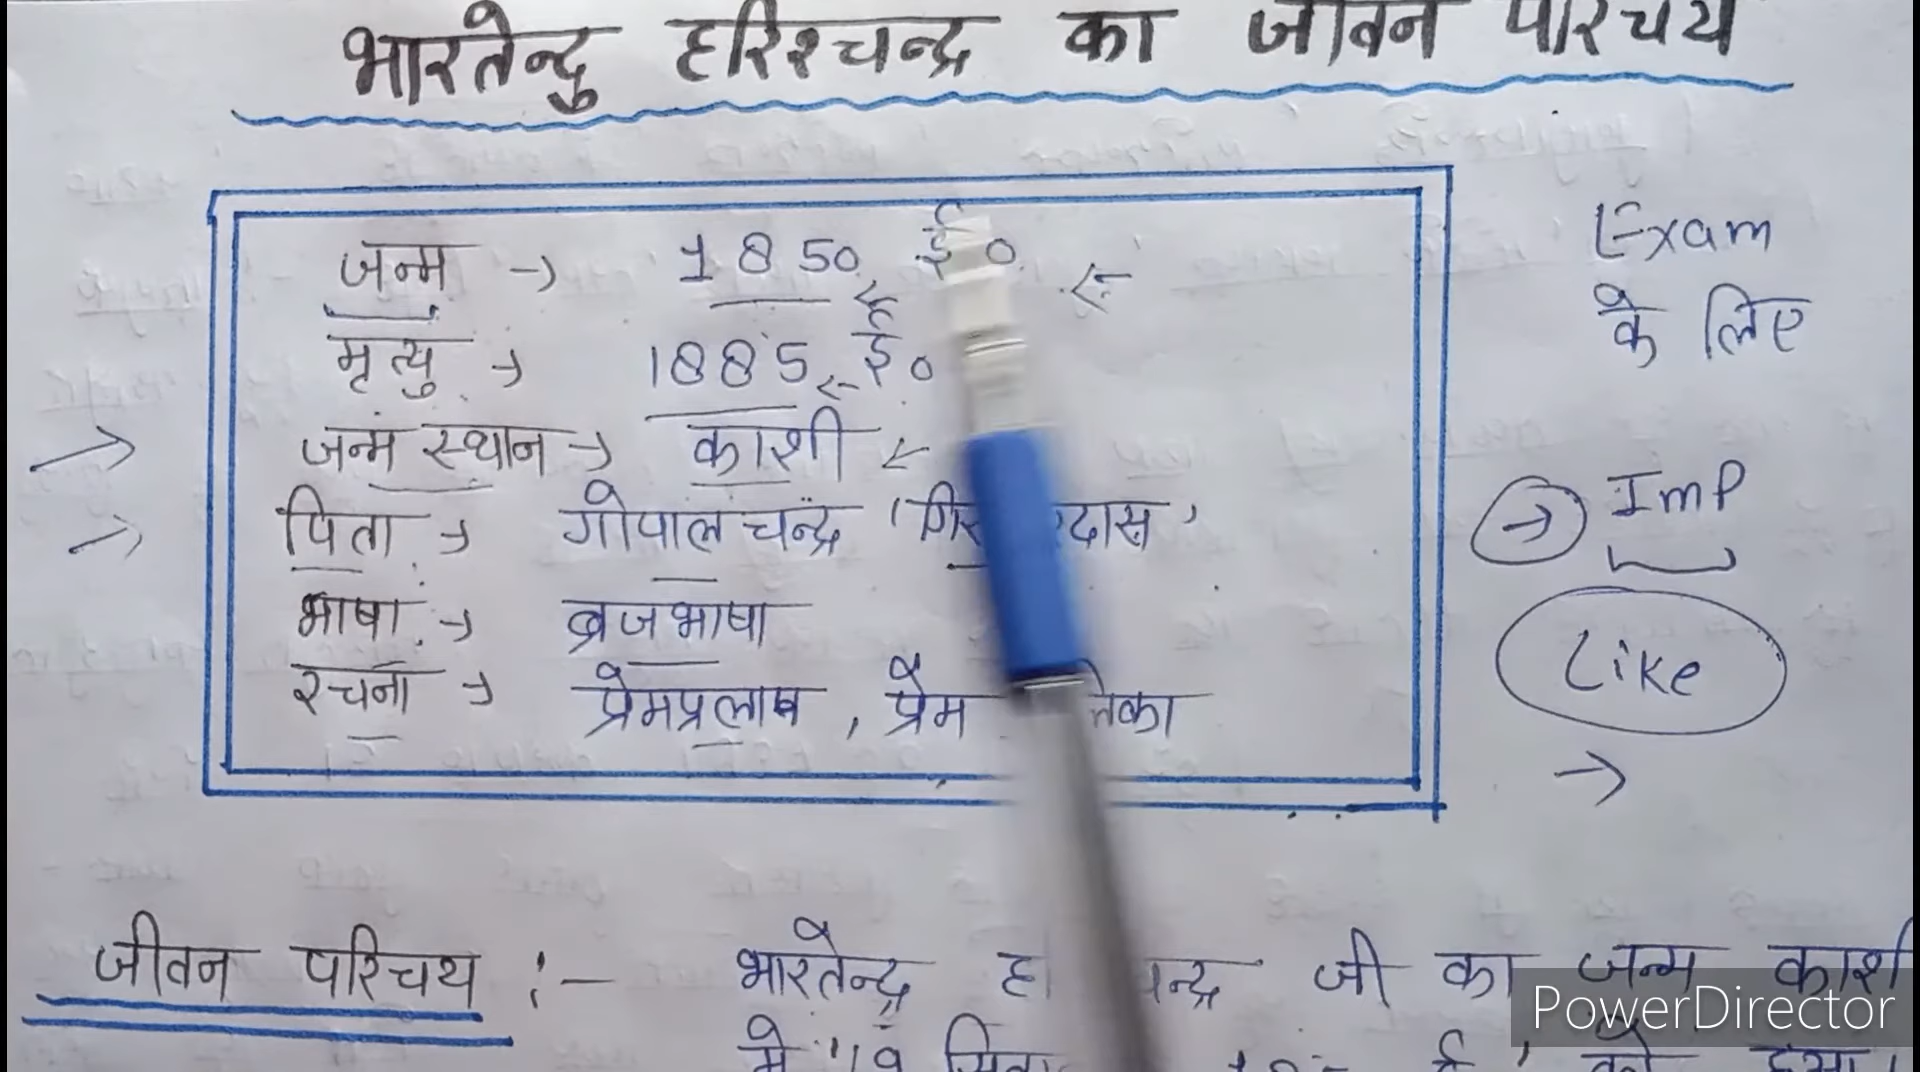 भारतेन्दु हरिश्चन्द्र का जीवन परिचय
जन्म → 1850 ई०
मृत्यु → 1885 ई०
जन्म स्थान → काशी
पिता → गोपाल चन्द्र
भाषा → ब्रजभाषा
रचना → प्रेमप्रलाप , प्रेम
Exam
के लिए
→ Imp
Like
→
जीवन परिचय :- भारतेन्द्र जी का जन्म
PowerDirector